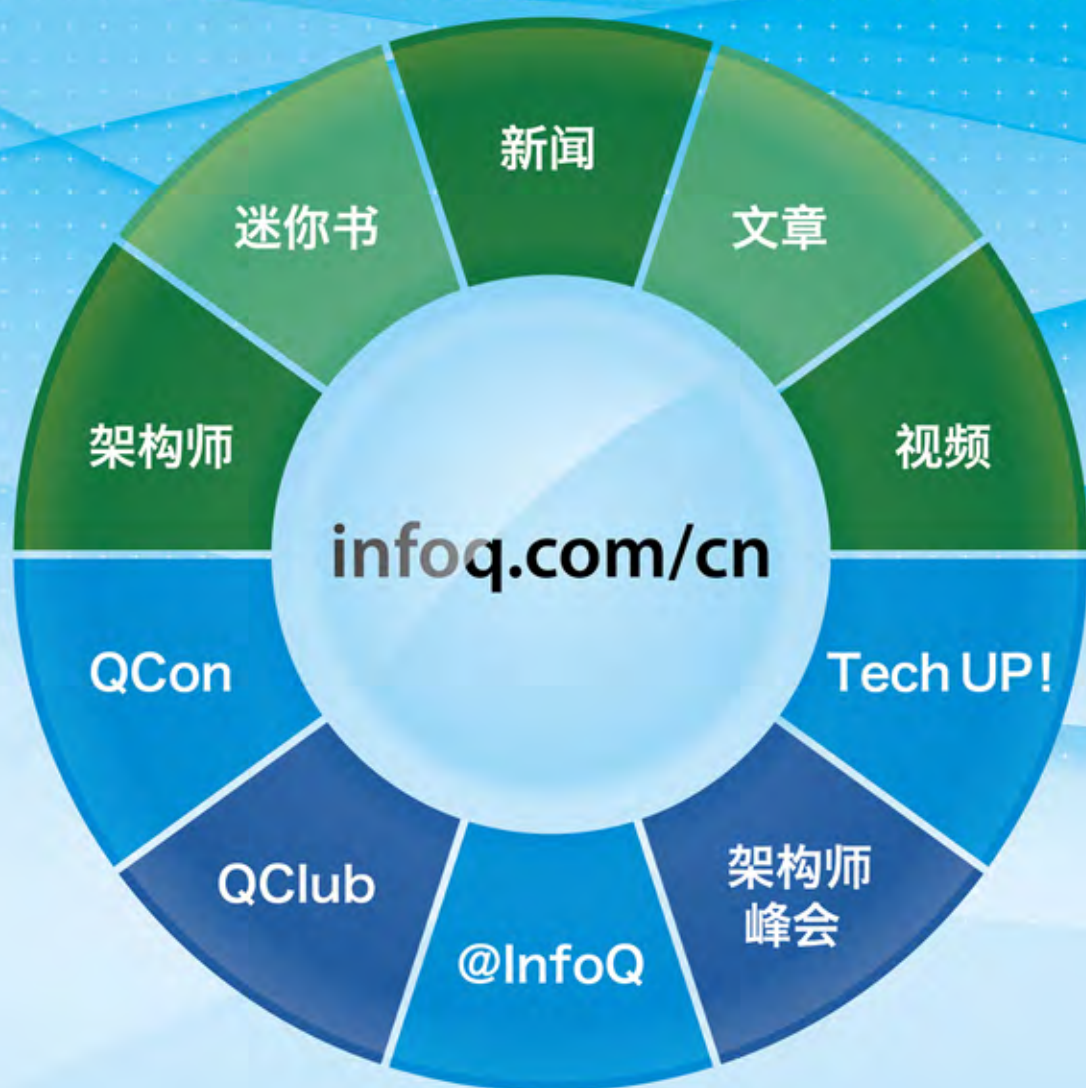 新闻
迷你书
文章
架构师
视频
infoq.com/cn
QCon
Tech UP!
QClub
架构师
峰会
@InfoQ